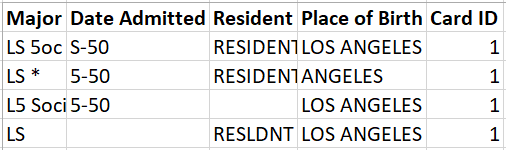 Major Date Admitted Resident Place of Birth Card ID
LS 5oc S-50 RESIDENT LOS ANGELES 1
LS * 5-50 RESIDENT ANGELES 1
L5 Soci 5-50 LOS ANGELES 1
LS RESLDNT LOS ANGELES 1